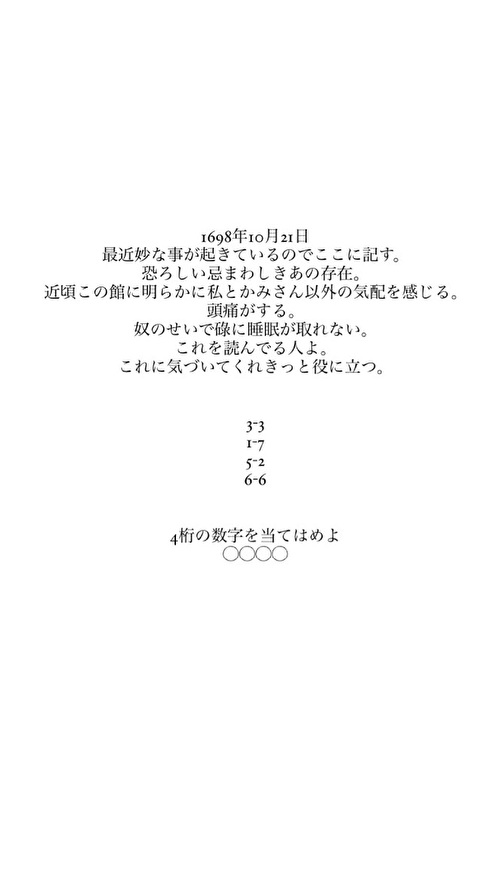 1698年10月21日
最近妙な事が起きているのでここに記す。
恐ろしい忌まわしきあの存在。
近頃この館に明らかに私とかみさん以外の気配を感じる。
頭痛がする。
奴のせいで碌に睡眠が取れない。
これを読んでる人よ。
これに気づいてくれきっと役に立つ。
3-3
1-7
5-2
6-6
4桁の数字を当てはめよ
◯◯◯◯